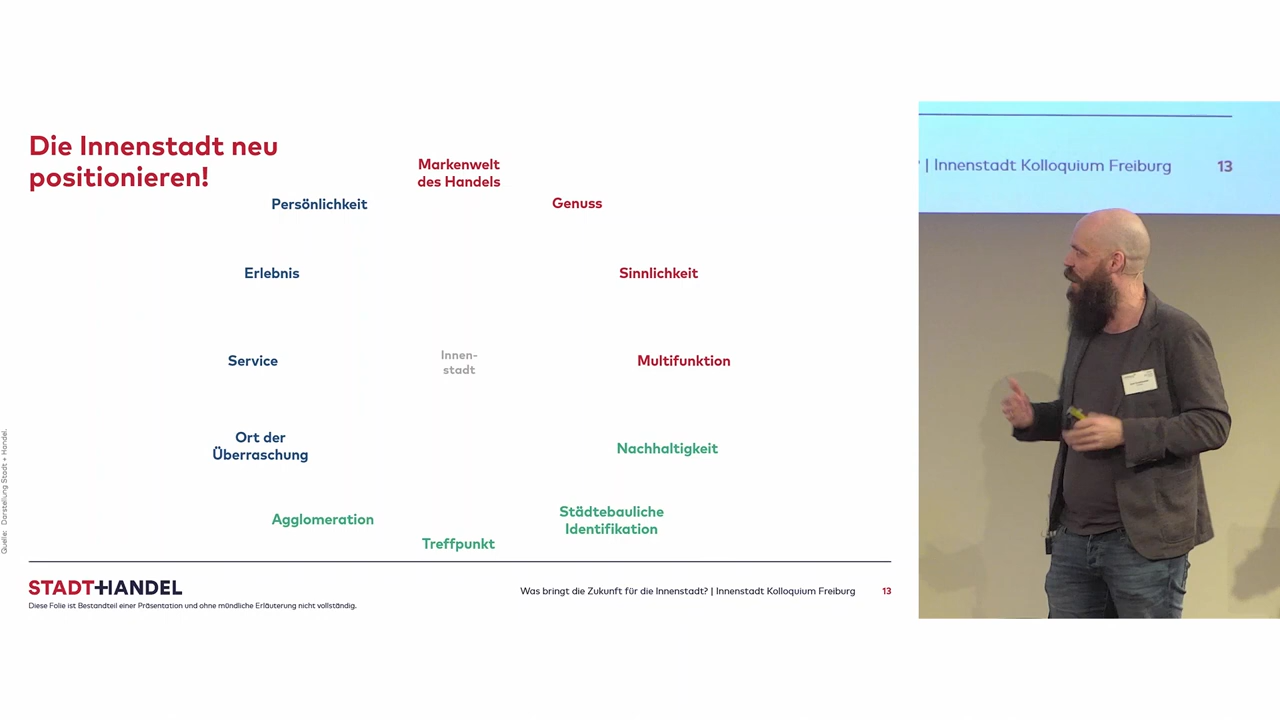 Die Innenstadt neu
positionieren!
Markenwelt
des Handels
Persönlichkeit
Genuss
Erlebnis
Sinnlichkeit
Service
Innen-
stadt
Multifunktion
Ort der
Überraschung
Nachhaltigkeit
Agglomeration
Städtebauliche
Identifikation
Treffpunkt
Quelle: Darstellung Stadt + Handel.
STADT+HANDEL
Diese Folie ist Bestandteil einer Präsentation und ohne mündliche Erläuterung nicht vollständig.
Was bringt die Zukunft für die Innenstadt? | Innenstadt Kolloquium Freiburg 13
? | Innenstadt Kolloquium Freiburg 13